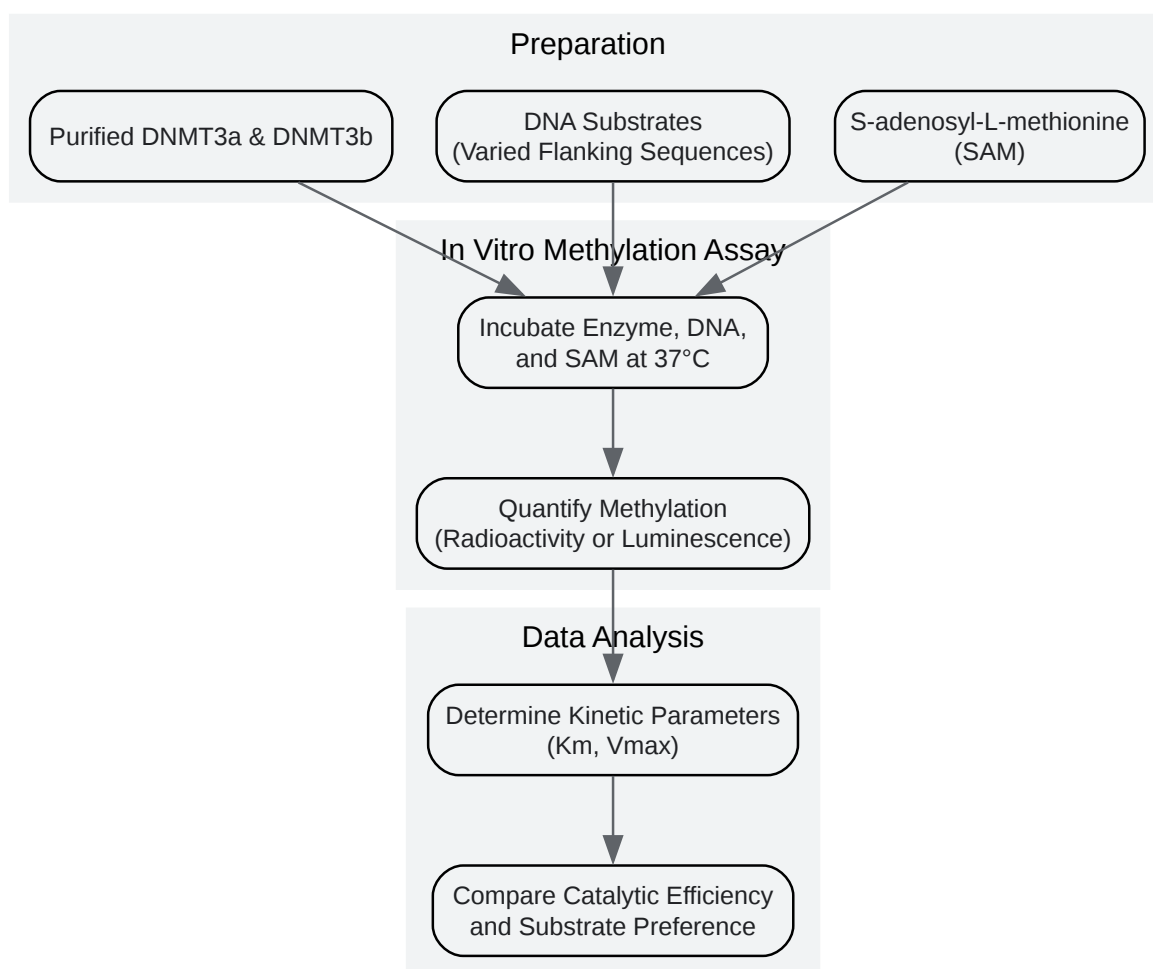 Preparation
Purified DNMT3a & DNMT3b
DNA Substrates
(Varied Flanking Sequences)
S-adenosyl-L-methionine
(SAM)
In Vitro Methylation Assay
Incubate Enzyme, DNA,
and SAM at 37°C
Quantify Methylation
(Radioactivity or Luminescence)
Data Analysis
Determine Kinetic Parameters
(Km, Vmax)
Compare Catalytic Efficiency
and Substrate Preference